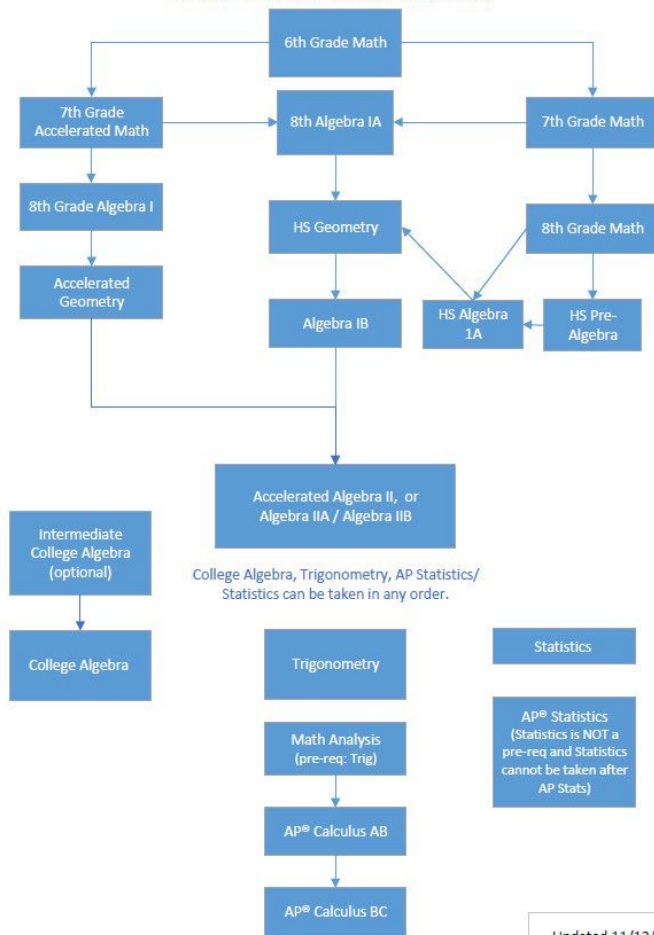 6th Grade Math
7th Grade
Accelerated Math
8th Algebra IA
7th Grade Math
8th Grade Algebra I
HS Geometry
8th Grade Math
Accelerated
Geometry
Algebra IB
HS Algebra
1A
HS Pre-
Algebra
Accelerated Algebra II, or
Algebra IIA / Algebra IIB
Intermediate
College Algebra
(optional)
College Algebra, Trigonometry, AP Statistics/
Statistics can be taken in any order.
College Algebra
Trigonometry
Statistics
Math Analysis
(pre-req: Trig)
AP® Statistics
(Statistics is NOT a
pre-req and Statistics
cannot be taken after
AP Stats)
AP® Calculus AB
AP® Calculus BC